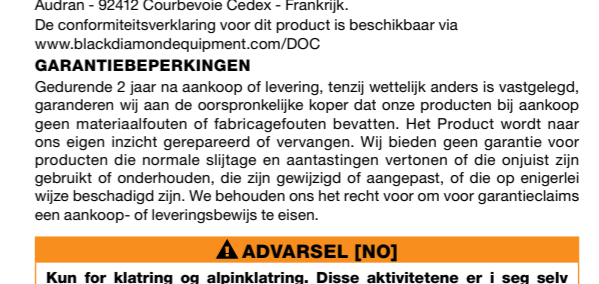 Audran - 92412 Courbevoie Cedex - Frankrijk.
De conformiteitsverklaring voor dit product is beschikbaar via
www.blackdiamondequipment.com/DOC
GARANTIEBEPERKINGEN
Gedurende 2 jaar na aankoop of levering, tenzij wettelijk anders is vastgelegd,
garanderen wij aan de oorspronkelijke koper dat onze producten bij aankoop
geen materiaalfouten of fabricagefouten bevatten. Het Product wordt naar
ons eigen inzicht gerepareerd of vervangen. Wij bieden geen garantie voor
producten die normale slijtage en aantastingen vertonen of die onjuist zijn
gebruikt of onderhouden, die zijn gewijzigd of aangepast, of die op enigerlei
wijze beschadigd zijn. We behouden ons het recht voor om voor garantieclaims
een aankoop- of leveringsbewijs te eisen.
ADVARSEL [NO]
Kun for klatring og alpinklatring. Disse aktivitetene er i seg selv